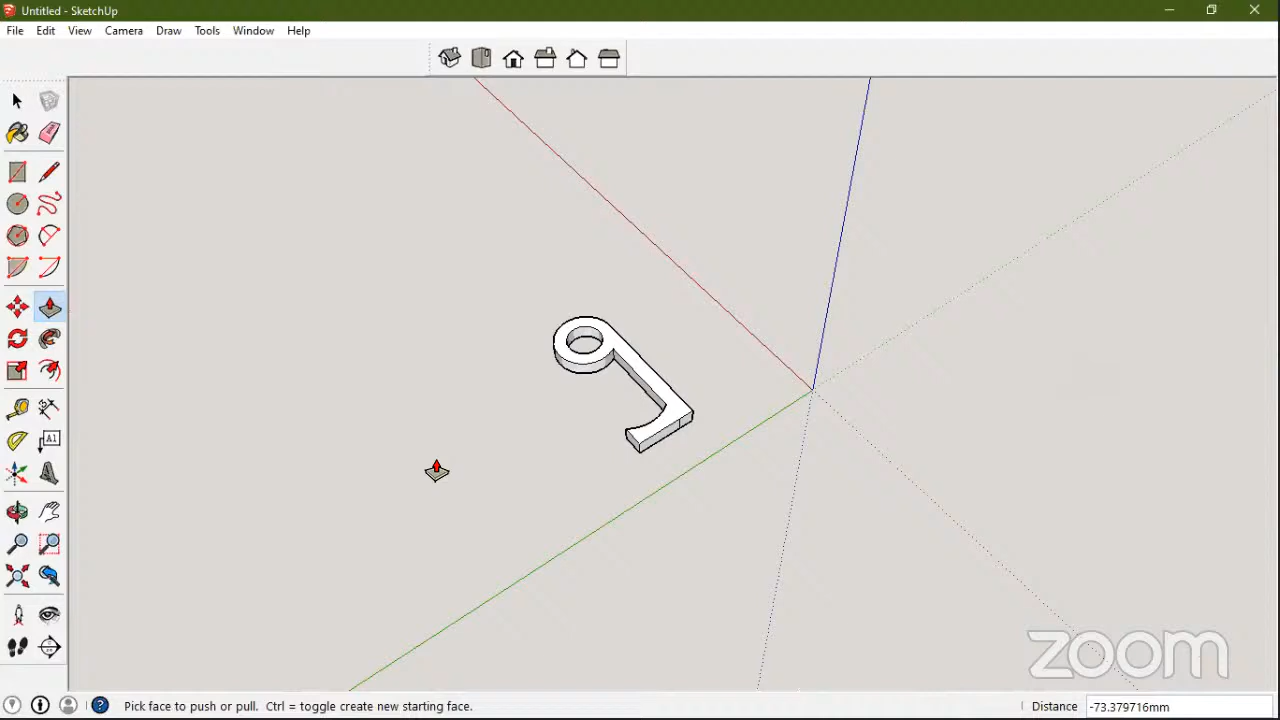 Untitled - SketchUp
File Edit View Camera Draw Tools Window Help
A1
zoom
Pick face to push or pull. Ctrl = toggle create new starting face. Distance -73.379716mm